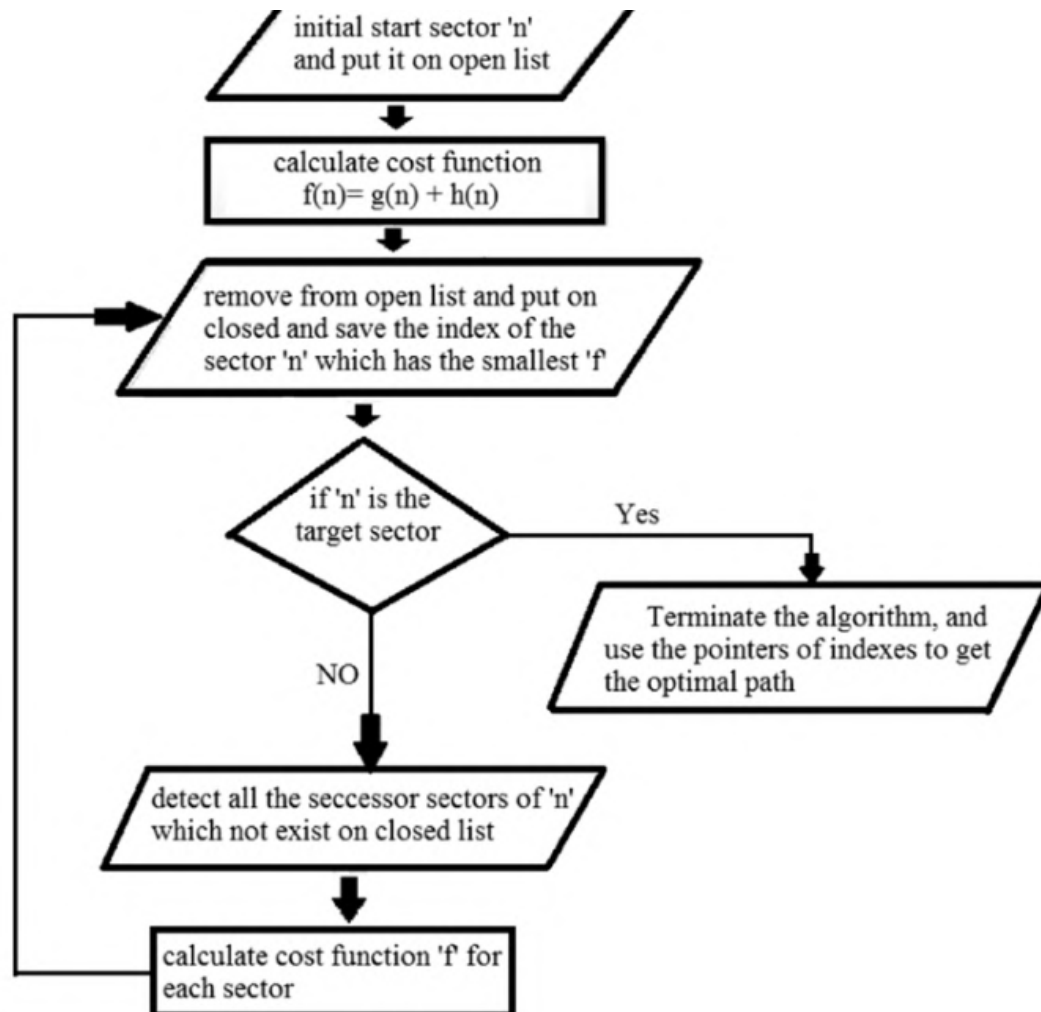 initial start sector 'n'
and put it on open list
calculate cost function
f(n)= g(n) + h(n)
remove from open list and put on
closed and save the index of the
sector 'n' which has the smallest 'f'
if 'n' is the
target sector
Yes
Terminate the algorithm, and
use the pointers of indexes to get
the optimal path
NO
detect all the seccessor sectors of 'n'
which not exist on closed list
calculate cost function 'f' for
each sector